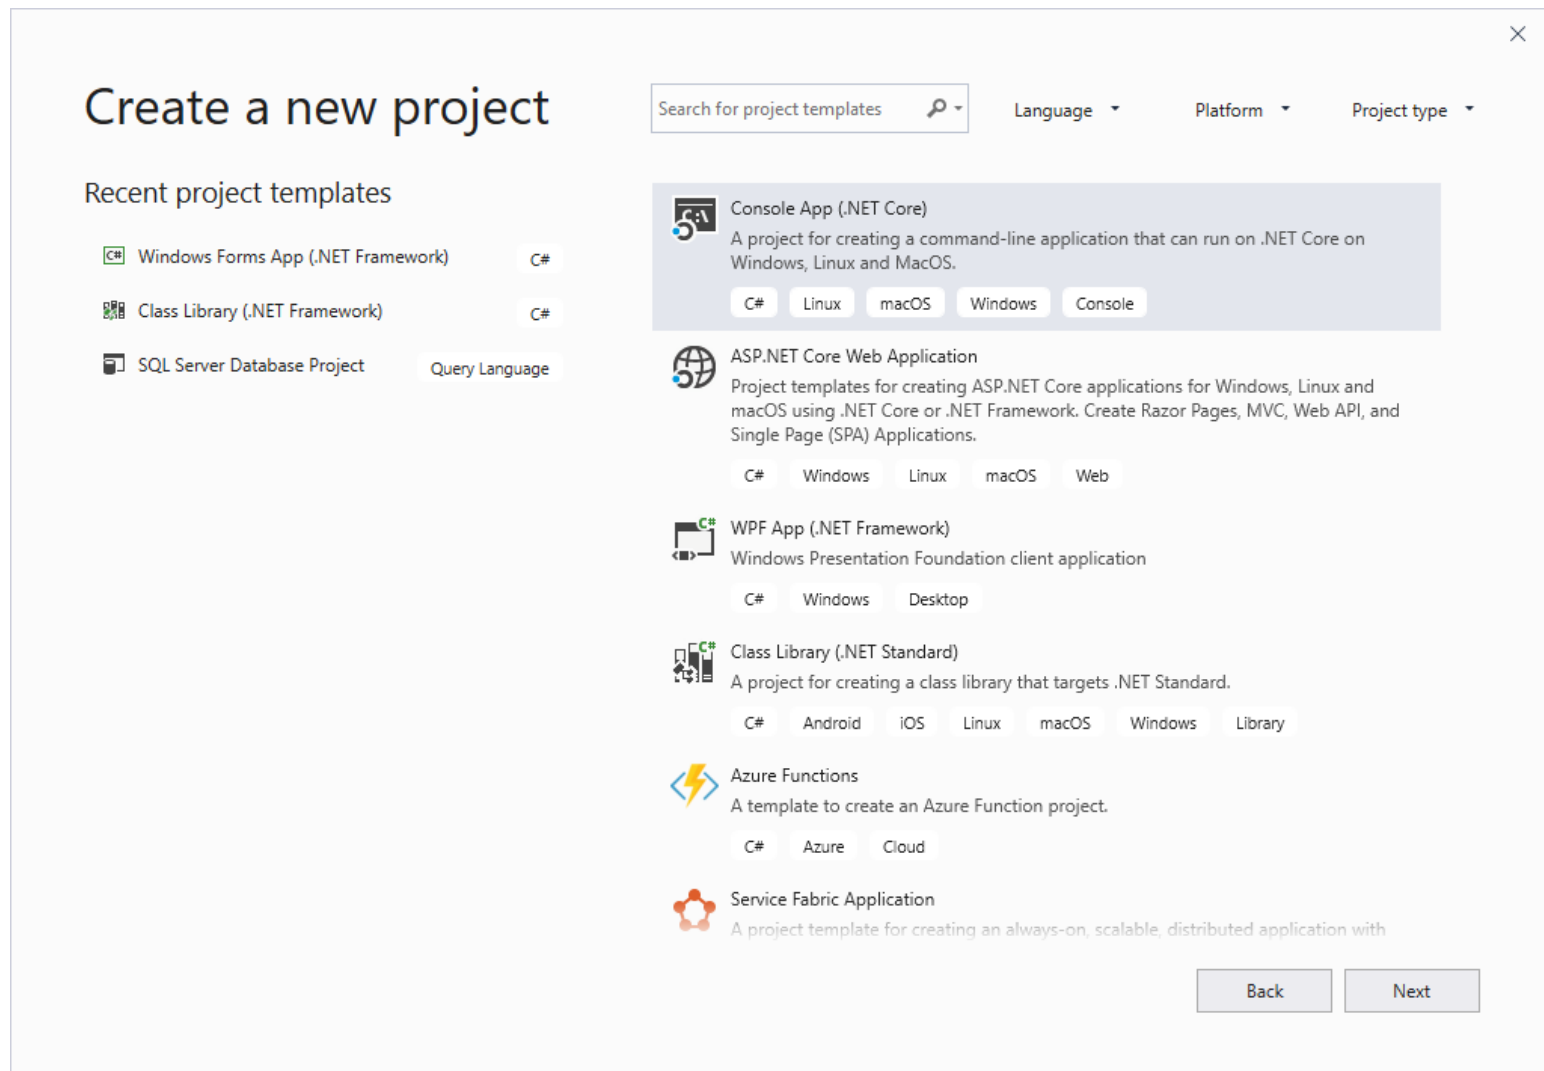 Create a new project
Search for project templates
Language
Platform
Project type
Recent project templates
C# Windows Forms App (.NET Framework) C#
Class Library (.NET Framework) C#
SQL Server Database Project Query Language
C:\ Console App (.NET Core)
A project for creating a command-line application that can run on .NET Core on
Windows, Linux and MacOS.
C# Linux macOS Windows Console
ASP.NET Core Web Application
Project templates for creating ASP.NET Core applications for Windows, Linux and
macOS using .NET Core or .NET Framework. Create Razor Pages, MVC, Web API, and
Single Page (SPA) Applications.
C# Windows Linux macOS Web
C# WPF App (.NET Framework)
Windows Presentation Foundation client application
C# Windows Desktop
C# Class Library (.NET Standard)
A project for creating a class library that targets .NET Standard.
C# Android iOS Linux macOS Windows Library
Azure Functions
A template to create an Azure Function project.
C# Azure Cloud
Service Fabric Application
A project template for creating an always-on, scalable, distributed application with
Back Next